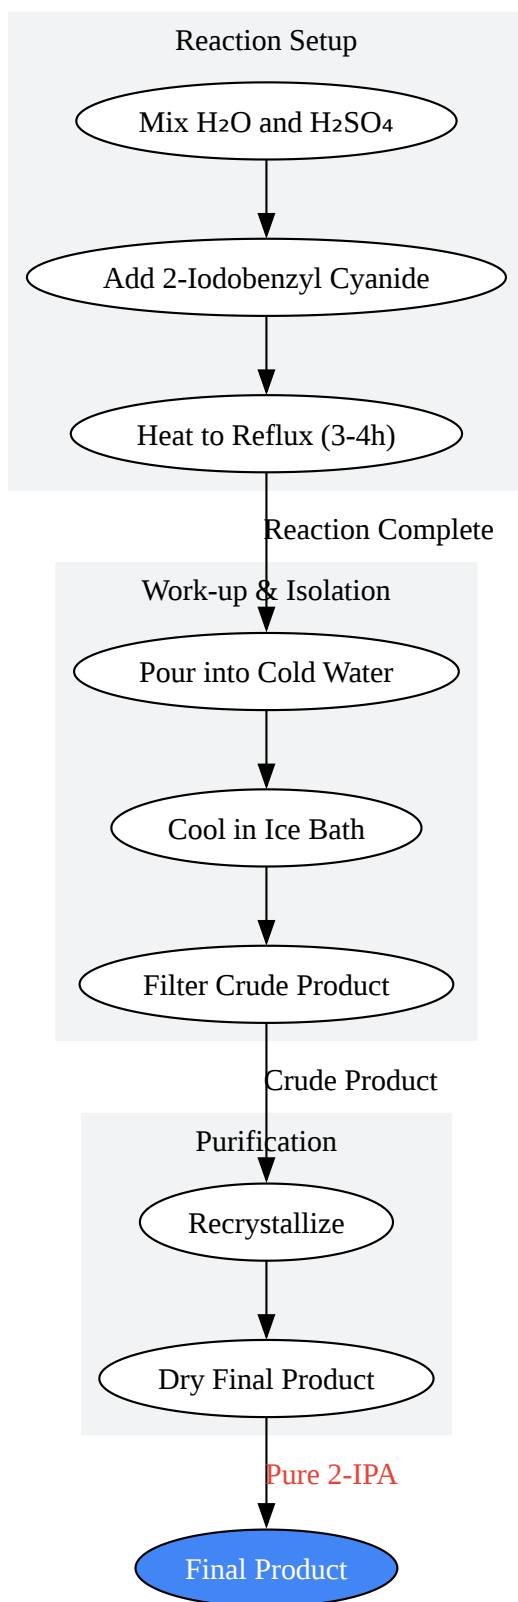 Reaction Setup
Mix H₂O and H₂SO₄
Add 2-Iodobenzyl Cyanide
Heat to Reflux (3-4h)
Reaction Complete
Work-up & Isolation
Pour into Cold Water
Cool in Ice Bath
Filter Crude Product
Crude Product
Purification
Recrystallize
Dry Final Product
Pure 2-IPA
Final Product